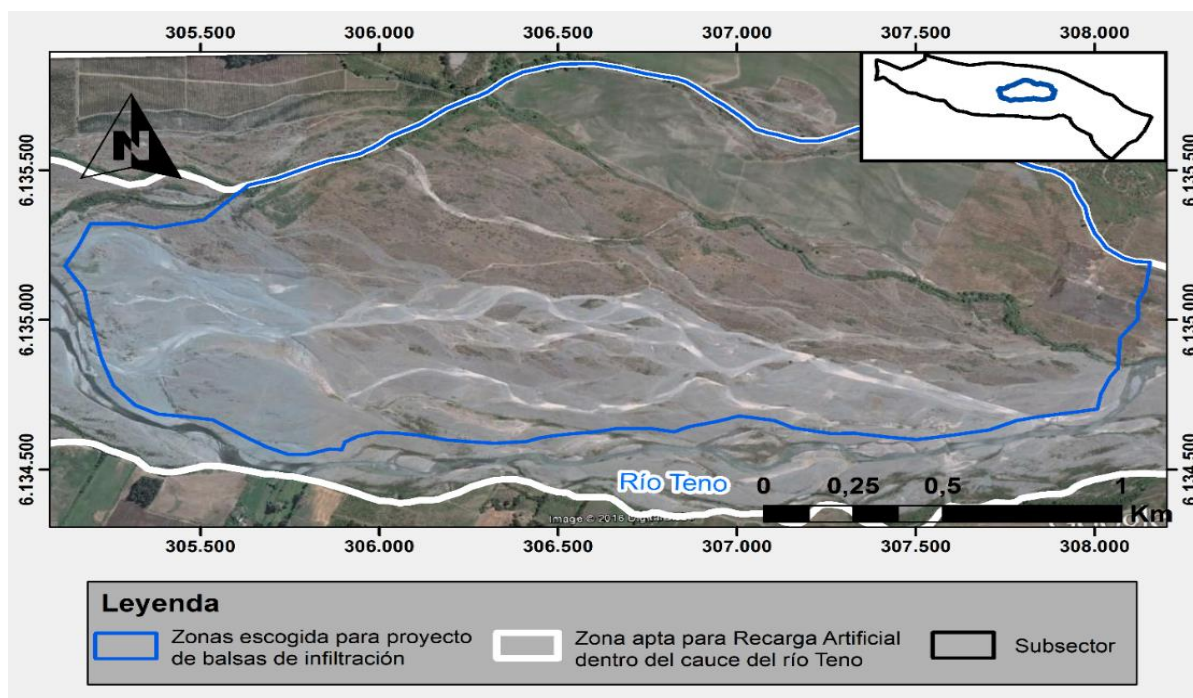 305.500 306.000 306.500 307.000 307.500 308.000
N
6.135.500
6.135.500
6.135.000
6.135.000
6.134.500
6.134.500
Río Teno
0 0,25 0,5 1
Km
Image © 2016
305.500 306.000 306.500 307.000 307.500 308.000
Leyenda
Zonas escogida para proyecto
de balsas de infiltración
Zona apta para Recarga Artificial
dentro del cauce del río Teno
Subsector